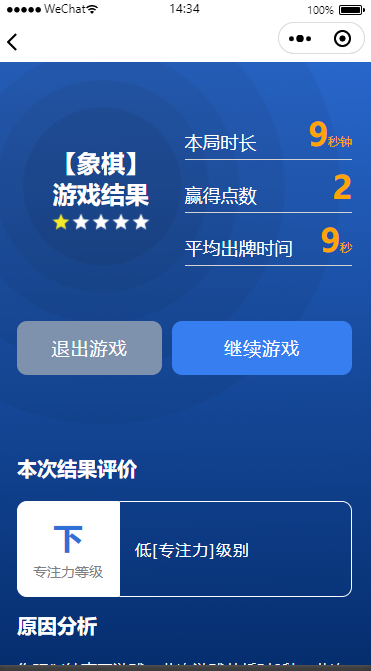 WeChat
14:34
100%
【象棋】
游戏结果
本局时长 9秒钟
赢得点数 2
平均出牌时间 9秒
退出游戏
继续游戏
本次结果评价
下
专注力等级
低[专注力]级别
原因分析